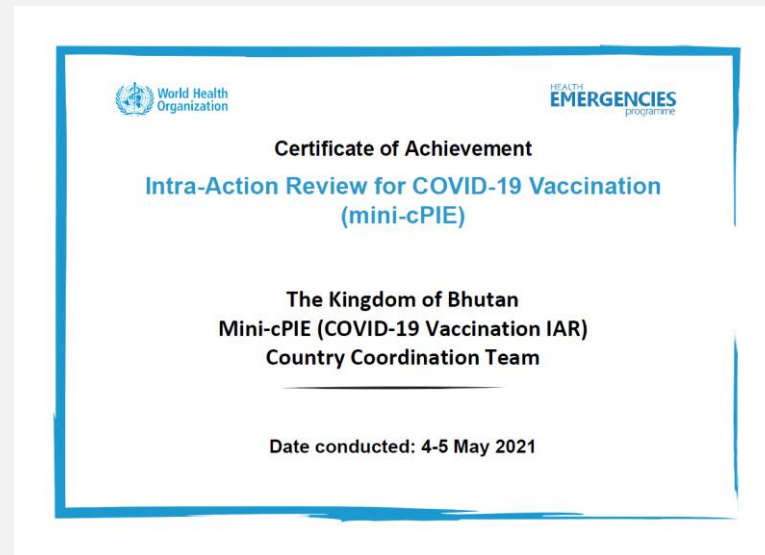 World Health
Organization
HEALTH
EMERGENCIES
programme
Certificate of Achievement
Intra-Action Review for COVID-19 Vaccination
(mini-cPIE)
The Kingdom of Bhutan
Mini-cPIE (COVID-19 Vaccination IAR)
Country Coordination Team
Date conducted: 4-5 May 2021